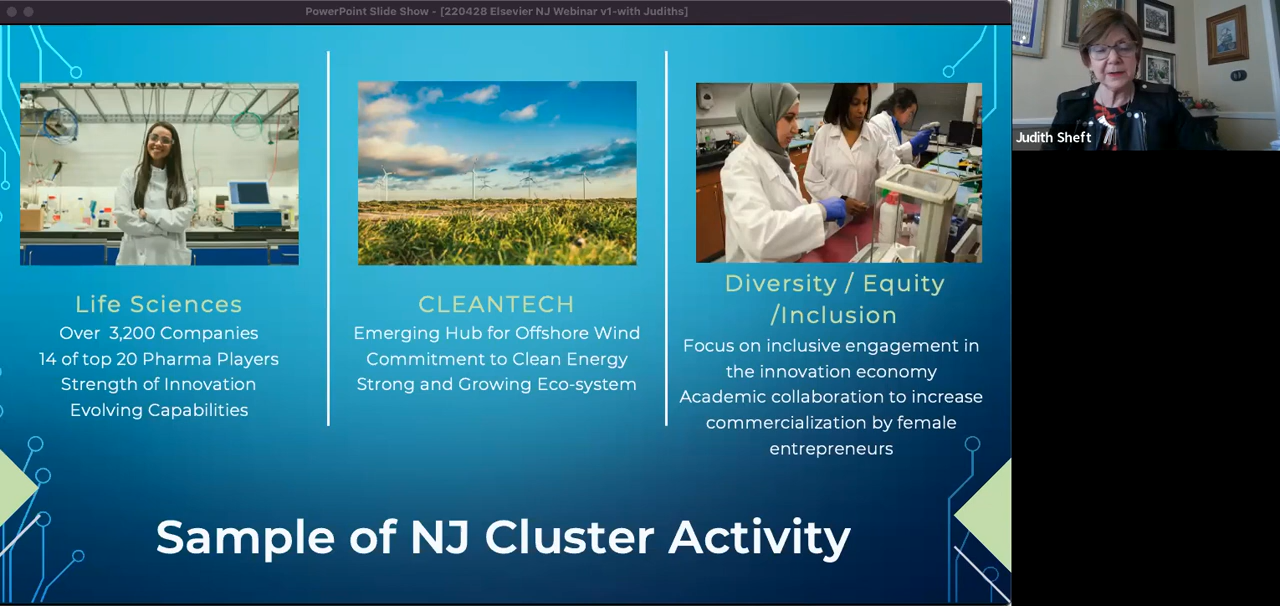 PowerPoint Slide Show - [220428 Elsevier NJ Webinar v1-with Judiths]
Judith Sheft
Life Sciences
Over 3,200 Companies
14 of top 20 Pharma Players
Strength of Innovation
Evolving Capabilities
CLEANTECH
Emerging Hub for Offshore Wind
Commitment to Clean Energy
Strong and Growing Eco-system
Diversity / Equity
/Inclusion
Focus on inclusive engagement in
the innovation economy
Academic collaboration to increase
commercialization by female
entrepreneurs
Sample of NJ Cluster Activity